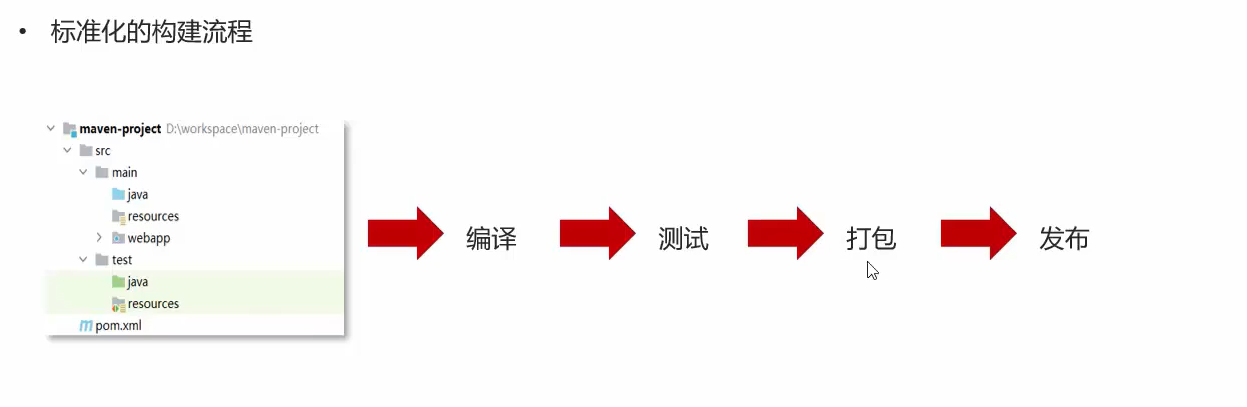 • 标准化的构建流程
maven-project D:\workspace\maven-project
src
main
java
resources
webapp
test
java
resources
pom.xml
编译 测试 打包 发布